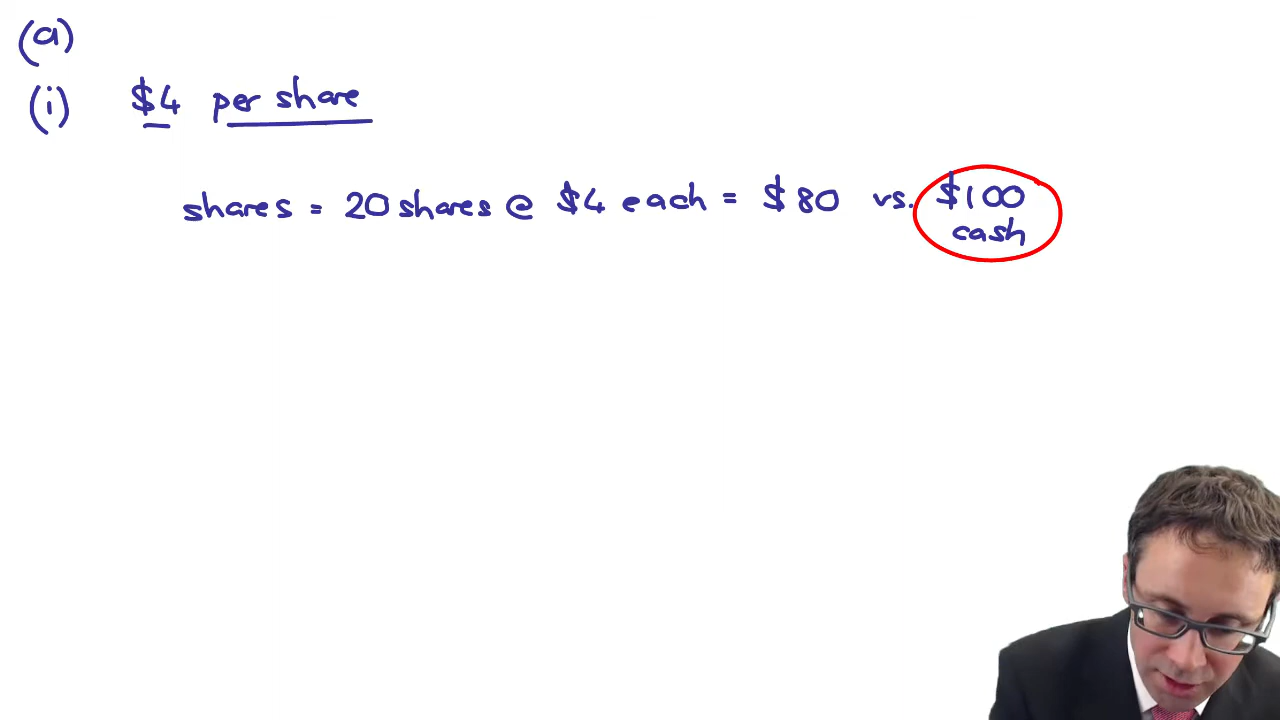 (a)
(i) $4 per share
shares = 20 shares @ $4 each = $80 vs. $100
cash